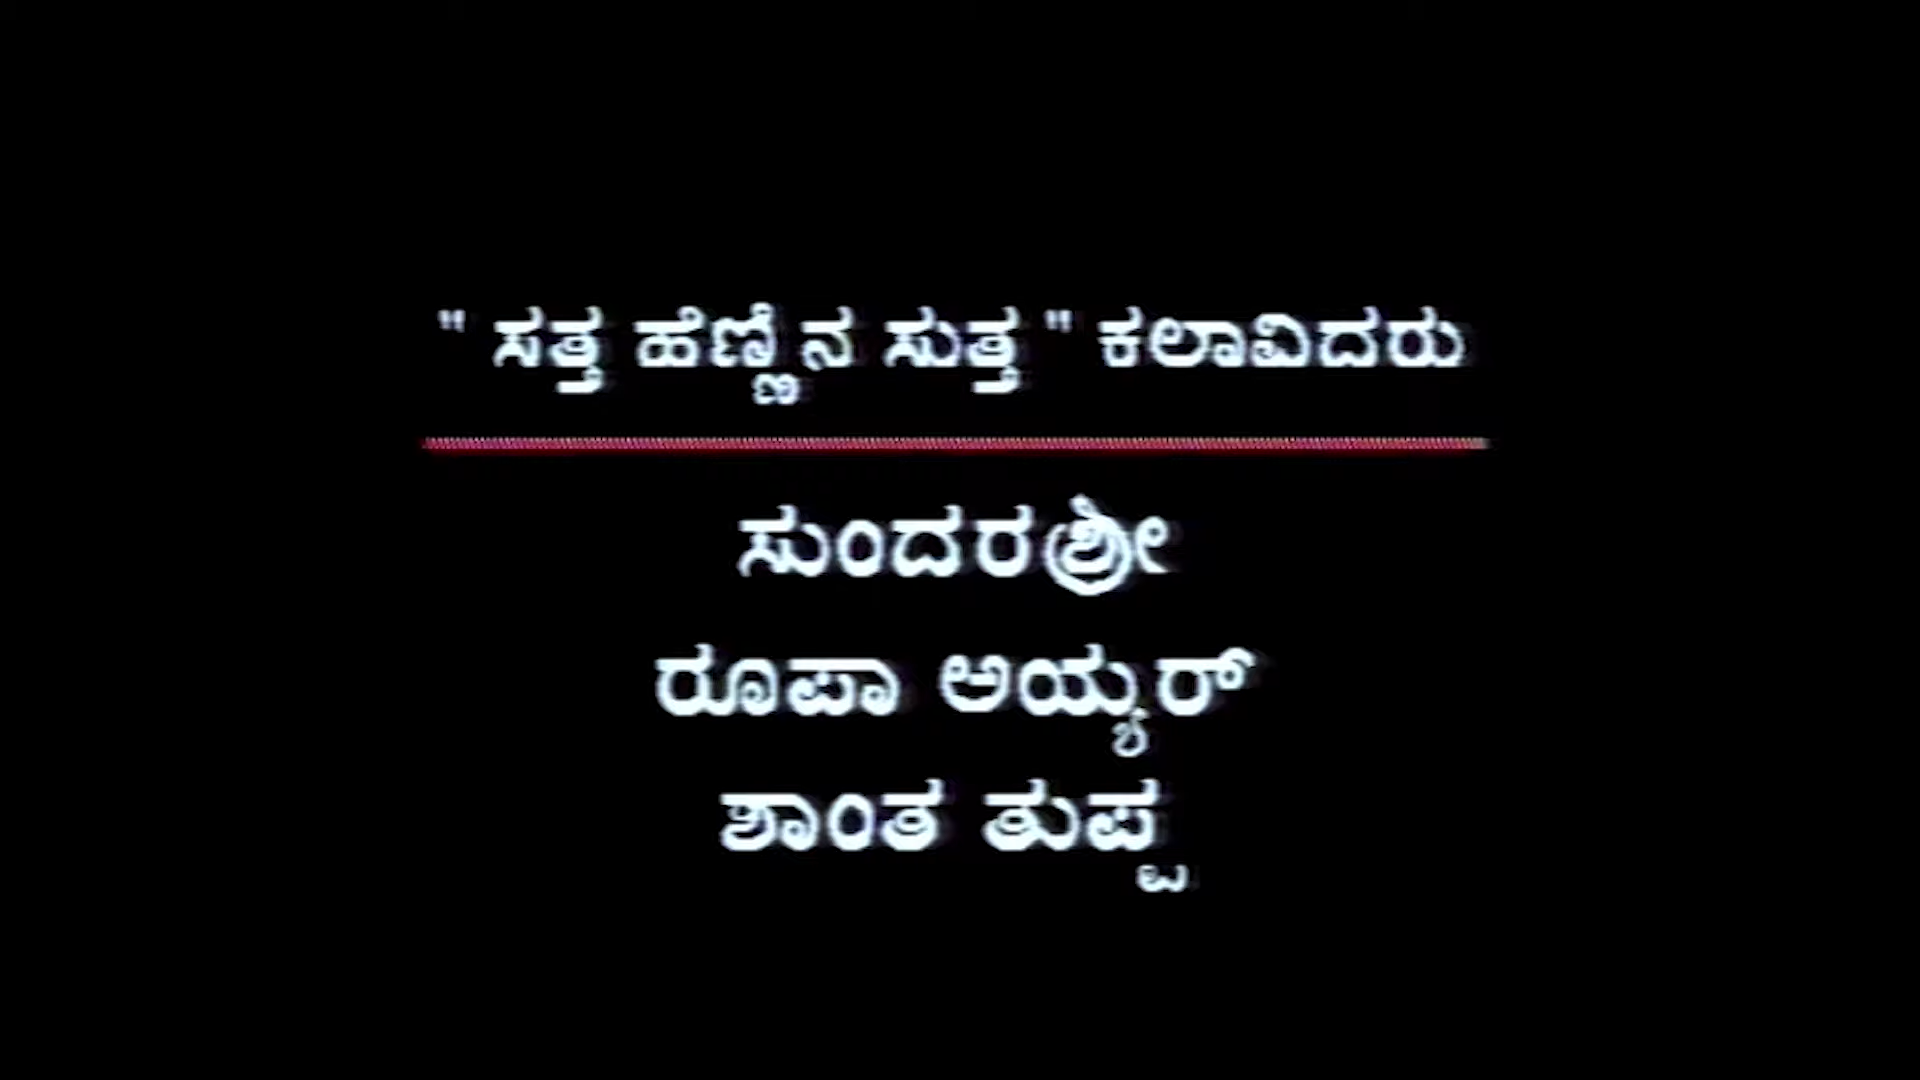 " ಸತ್ತ ಹೆಣ್ಣಿನ ಸುತ್ತ " ಕಲಾವಿದರು
ಸುಂದರಶ್ರೀ
ರೂಪಾ ಅಯ್ಯರ್
ಶಾಂತ ತುಪ್ಪ